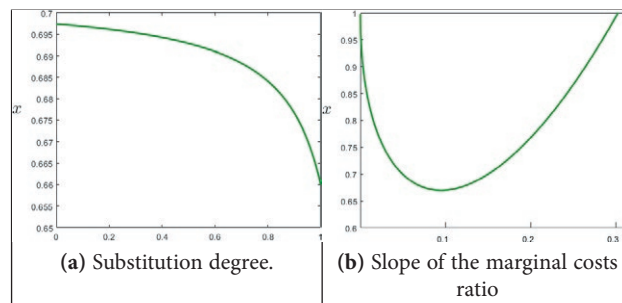 0.7
0.695
0.69
0.685
0.68
x
0.675
0.67
0.665
0.66
0.655
0.65
0 0.2 0.4 0.6 0.8 1
(a) Substitution degree.
1
0.95
0.9
0.85
0.8
x
0.75
0.7
0.65
0.6
0.1 0.2 0.3
(b) Slope of the marginal costs
ratio